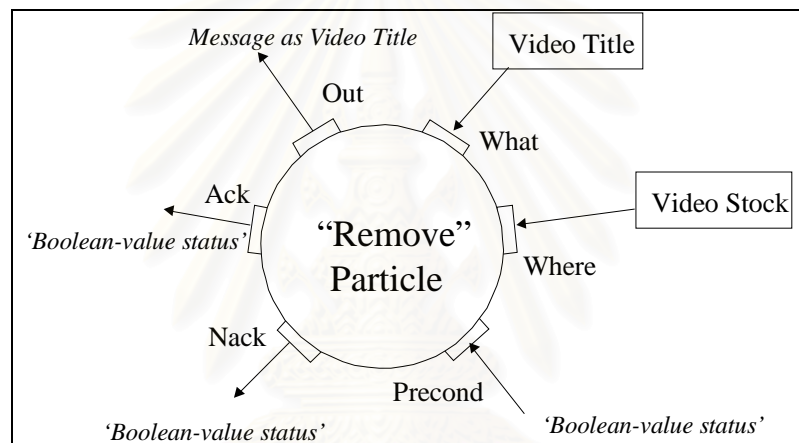 Message as Video Title
Video Title
Out
What
Ack
Video Stock
‘Boolean-value status’
“Remove”
Particle
Where
Nack
Precond
‘Boolean-value status’
‘Boolean-value status’